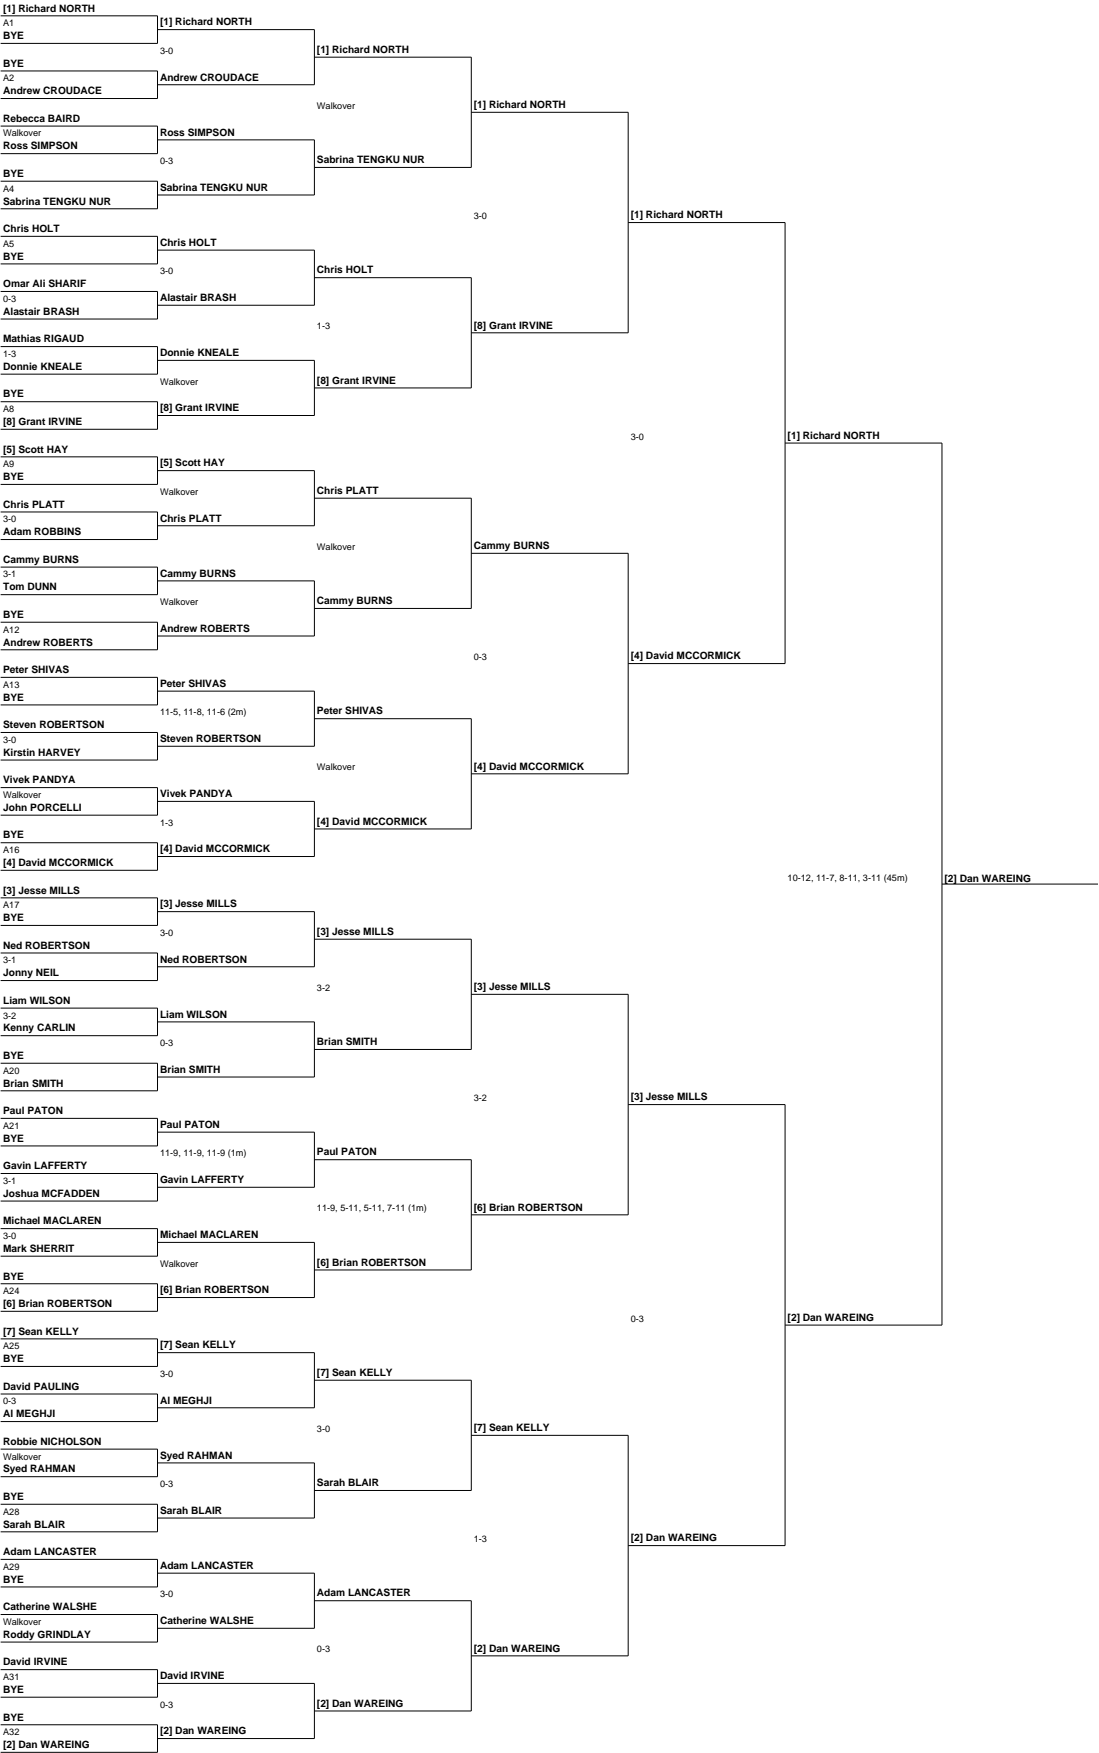 [1] Richard NORTH
A1
[1] Richard NORTH
BYE
3-0
[1] Richard NORTH
BYE
A2
Andrew CROUDACE
Andrew CROUDACE
Walkover
[1] Richard NORTH
Rebecca BAIRD
Walkover
Ross SIMPSON
Ross SIMPSON
0-3
Sabrina TENGKU NUR
BYE
A4
Sabrina TENGKU NUR
Sabrina TENGKU NUR
3-0
[1] Richard NORTH
Chris HOLT
A5
Chris HOLT
BYE
3-0
Chris HOLT
Omar Ali SHARIF
0-3
Alastair BRASH
Alastair BRASH
1-3
[8] Grant IRVINE
Mathias RIGAUD
1-3
Donnie KNEALE
Donnie KNEALE
Walkover
[8] Grant IRVINE
BYE
A8
[8] Grant IRVINE
[8] Grant IRVINE
3-0
[1] Richard NORTH
[5] Scott HAY
A9
[5] Scott HAY
BYE
Walkover
Chris PLATT
Chris PLATT
3-0
Chris PLATT
Adam ROBBINS
Walkover
Cammy BURNS
Cammy BURNS
3-1
Cammy BURNS
Tom DUNN
Walkover
Cammy BURNS
BYE
A12
Andrew ROBERTS
Andrew ROBERTS
0-3
[4] David MCCORMICK
Peter SHIVAS
A13
Peter SHIVAS
BYE
11-5, 11-8, 11-6 (2m)
Peter SHIVAS
Steven ROBERTSON
3-0
Steven ROBERTSON
Kirstin HARVEY
Walkover
[4] David MCCORMICK
Vivek PANDYA
Walkover
Vivek PANDYA
John PORCELLI
1-3
[4] David MCCORMICK
BYE
A16
[4] David MCCORMICK
[4] David MCCORMICK
10-12, 11-7, 8-11, 3-11 (45m)
[2] Dan WAREING
[3] Jesse MILLS
A17
[3] Jesse MILLS
BYE
3-0
[3] Jesse MILLS
Ned ROBERTSON
3-1
Ned ROBERTSON
Jonny NEIL
3-2
[3] Jesse MILLS
Liam WILSON
3-2
Liam WILSON
Kenny CARLIN
0-3
Brian SMITH
BYE
A20
Brian SMITH
Brian SMITH
3-2
[3] Jesse MILLS
Paul PATON
A21
Paul PATON
BYE
11-9, 11-9, 11-9 (1m)
Paul PATON
Gavin LAFFERTY
3-1
Gavin LAFFERTY
Joshua MCFADDEN
11-9, 5-11, 5-11, 7-11 (1m)
[6] Brian ROBERTSON
Michael MACLAREN
3-0
Michael MACLAREN
Mark SHERRIT
Walkover
[6] Brian ROBERTSON
BYE
A24
[6] Brian ROBERTSON
[6] Brian ROBERTSON
0-3
[2] Dan WAREING
[7] Sean KELLY
A25
[7] Sean KELLY
BYE
3-0
[7] Sean KELLY
David PAULING
0-3
Al MEGHJI
Al MEGHJI
3-0
[7] Sean KELLY
Robbie NICHOLSON
Walkover
Syed RAHMAN
Syed RAHMAN
0-3
Sarah BLAIR
BYE
A28
Sarah BLAIR
Sarah BLAIR
1-3
[2] Dan WAREING
Adam LANCASTER
A29
Adam LANCASTER
BYE
3-0
Adam LANCASTER
Catherine WALSHE
Walkover
Catherine WALSHE
Roddy GRINDLAY
0-3
[2] Dan WAREING
David IRVINE
A31
David IRVINE
BYE
0-3
[2] Dan WAREING
BYE
A32
[2] Dan WAREING
[2] Dan WAREING